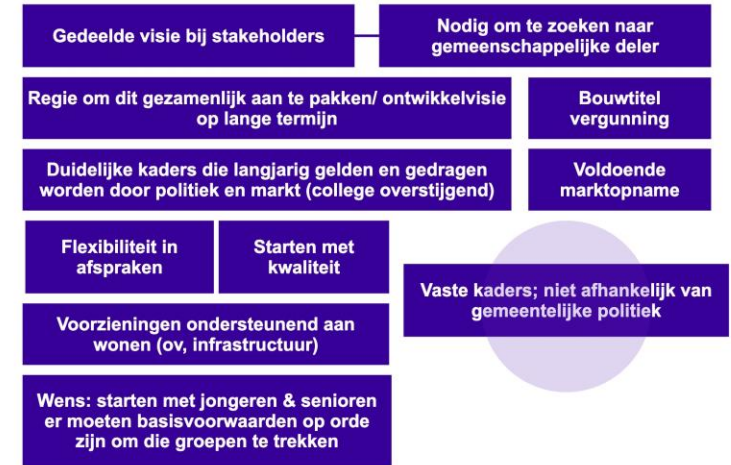 Gedeelde visie bij stakeholders
Nodig om te zoeken naar
gemeenschappelijke deler
Regie om dit gezamenlijk aan te pakken/ ontwikkelvisie
op lange termijn
Bouwtitel
vergunning
Duidelijke kaders die langjarig gelden en gedragen
worden door politiek en markt (college overstijgend)
Voldoende
marktopname
Flexibiliteit in
afspraken
Starten met
kwaliteit
Vaste kaders; niet afhankelijk van
gemeentelijke politiek
Voorzieningen ondersteunend aan
wonen (ov, infrastructuur)
Wens: starten met jongeren & senioren
er moeten basisvoorwaarden op orde
zijn om die groepen te trekken